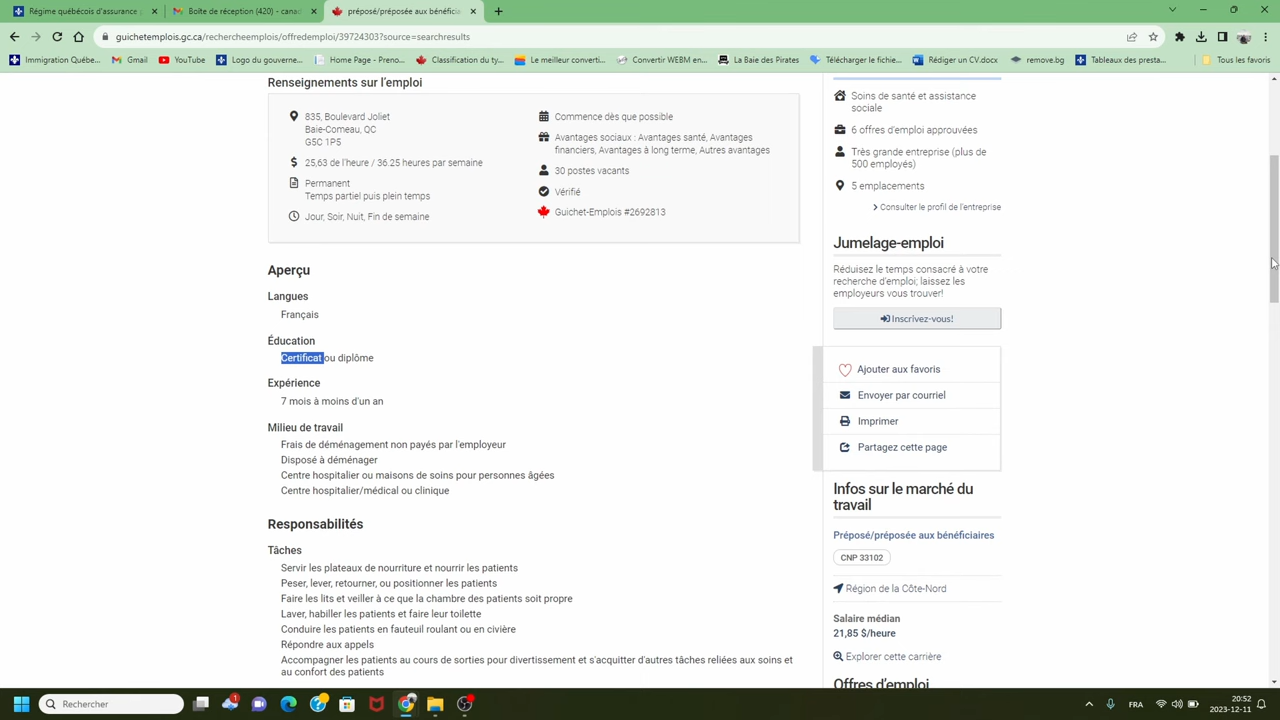 Régime québécois d'assurance
Boîte de réception (420) - canad
préposé/préposée aux bénéficia
guichetemplois.gc.ca/rechercheemplois/offredemploi/39724303?source=searchresults
Immigration Québe...
Gmail
YouTube
Logo du gouverne...
Home Page - Preno...
Classification du ty...
Le meilleur converti...
Convertir WEBM en...
La Baie des Pirates
Télécharger le fichie...
Rédiger un CV.docx
remove.bg
Tableaux des presta...
Tous les favoris
Renseignements sur l'emploi
835, Boulevard Joliet
Baie-Comeau, QC
G5C 1P5
25,63 de l'heure / 36.25 heures par semaine
Permanent
Temps partiel puis plein temps
Jour, Soir, Nuit, Fin de semaine
Commence dès que possible
Avantages sociaux : Avantages santé, Avantages
financiers, Avantages à long terme, Autres avantages
30 postes vacants
Vérifié
Guichet-Emplois #2692813
Aperçu
Langues
Français
Éducation
Certificat ou diplôme
Expérience
7 mois à moins d'un an
Milieu de travail
Frais de déménagement non payés par l'employeur
Disposé à déménager
Centre hospitalier ou maisons de soins pour personnes âgées
Centre hospitalier/médical ou clinique
Responsabilités
Tâches
Servir les plateaux de nourriture et nourrir les patients
Peser, lever, retourner, ou positionner les patients
Faire les lits et veiller à ce que la chambre des patients soit propre
Laver, habiller les patients et faire leur toilette
Conduire les patients en fauteuil roulant ou en civière
Répondre aux appels
Accompagner les patients au cours de sorties pour divertissement et s'acquitter d'autres tâches reliées aux soins et
au confort des patients
Soins de santé et assistance
sociale
6 offres d'emploi approuvées
Très grande entreprise (plus de
500 employés)
5 emplacements
Consulter le profil de l'entreprise
Jumelage-emploi
Réduisez le temps consacré à votre
recherche d'emploi; laissez les
employeurs vous trouver!
Inscrivez-vous!
Ajouter aux favoris
Envoyer par courriel
Imprimer
Partagez cette page
Infos sur le marché du
travail
Préposé/préposée aux bénéficiaires
CNP 33102
Région de la Côte-Nord
Salaire médian
21,85 $/heure
Explorer cette carrière
Offres d'emploi
Rechercher
1
FRA
20:52
2023-12-11